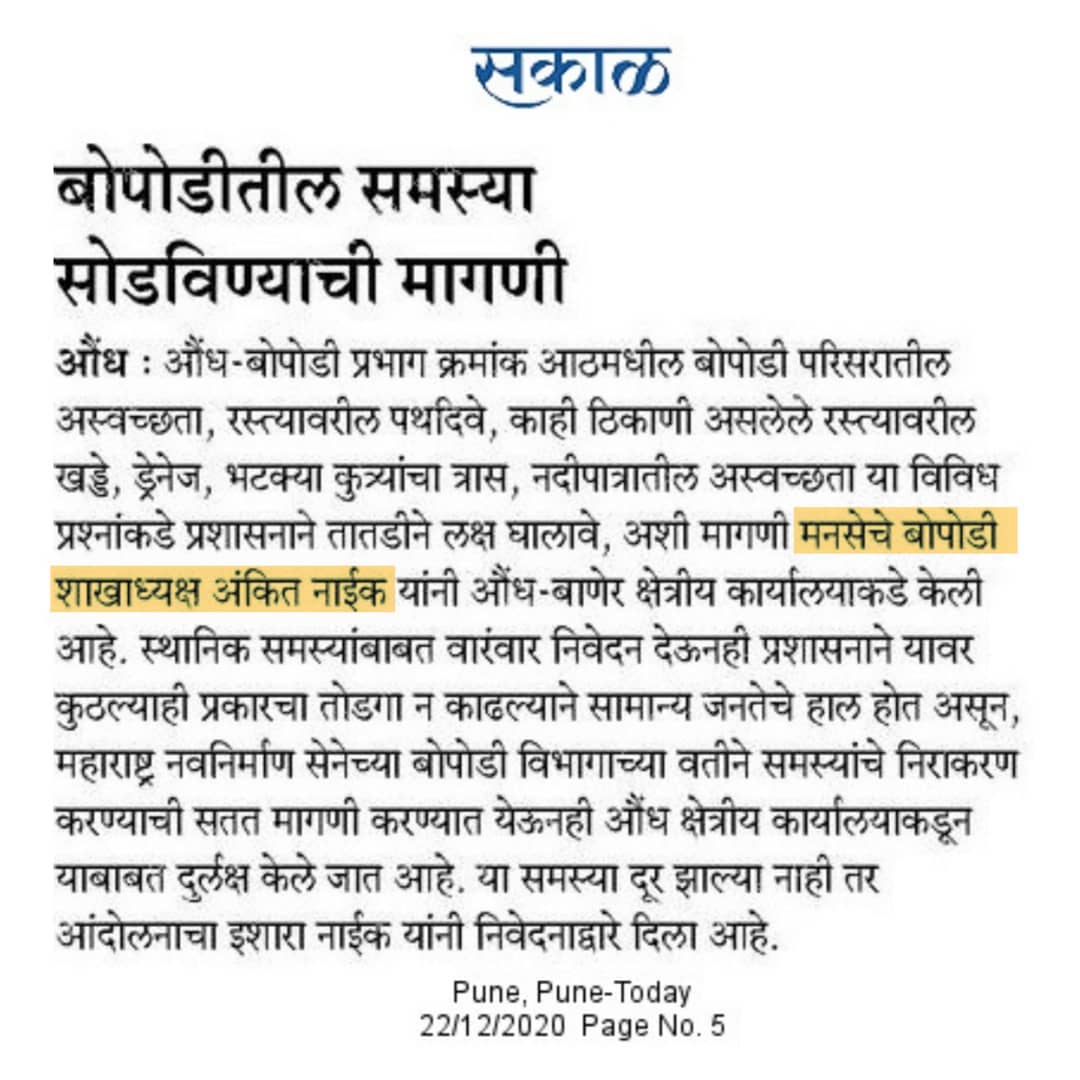 सकाळ
बोपोडीतील समस्या
सोडविण्याची मागणी
औंध : औंध-बोपोडी प्रभाग क्रमांक आठमधील बोपोडी परिसरातील
अस्वच्छता, रस्त्यावरील पथदिवे, काही ठिकाणी असलेले रस्त्यावरील
खड्डे, ड्रेनेज, भटक्या कुत्र्यांचा त्रास, नदीपात्रातील अस्वच्छता या विविध
प्रश्नांकडे प्रशासनाने तातडीने लक्ष घालावे, अशी मागणी मनसेचे बोपोडी
शाखाध्यक्ष अंकित नाईक यांनी औंध-बाणेर क्षेत्रीय कार्यालयाकडे केली
आहे. स्थानिक समस्यांबाबत वारंवार निवेदन देऊनही प्रशासनाने यावर
कुठल्याही प्रकारचा तोडगा न काढल्याने सामान्य जनतेचे हाल होत असून,
महाराष्ट्र नवनिर्माण सेनेच्या बोपोडी विभागाच्या वतीने समस्यांचे निराकरण
करण्याची सतत मागणी करण्यात येऊनही औंध क्षेत्रीय कार्यालयाकडून
याबाबत दुर्लक्ष केले जात आहे. या समस्या दूर झाल्या नाही तर
आंदोलनाचा इशारा नाईक यांनी निवेदनाद्वारे दिला आहे.
Pune, Pune-Today
22/12/2020 Page No. 5